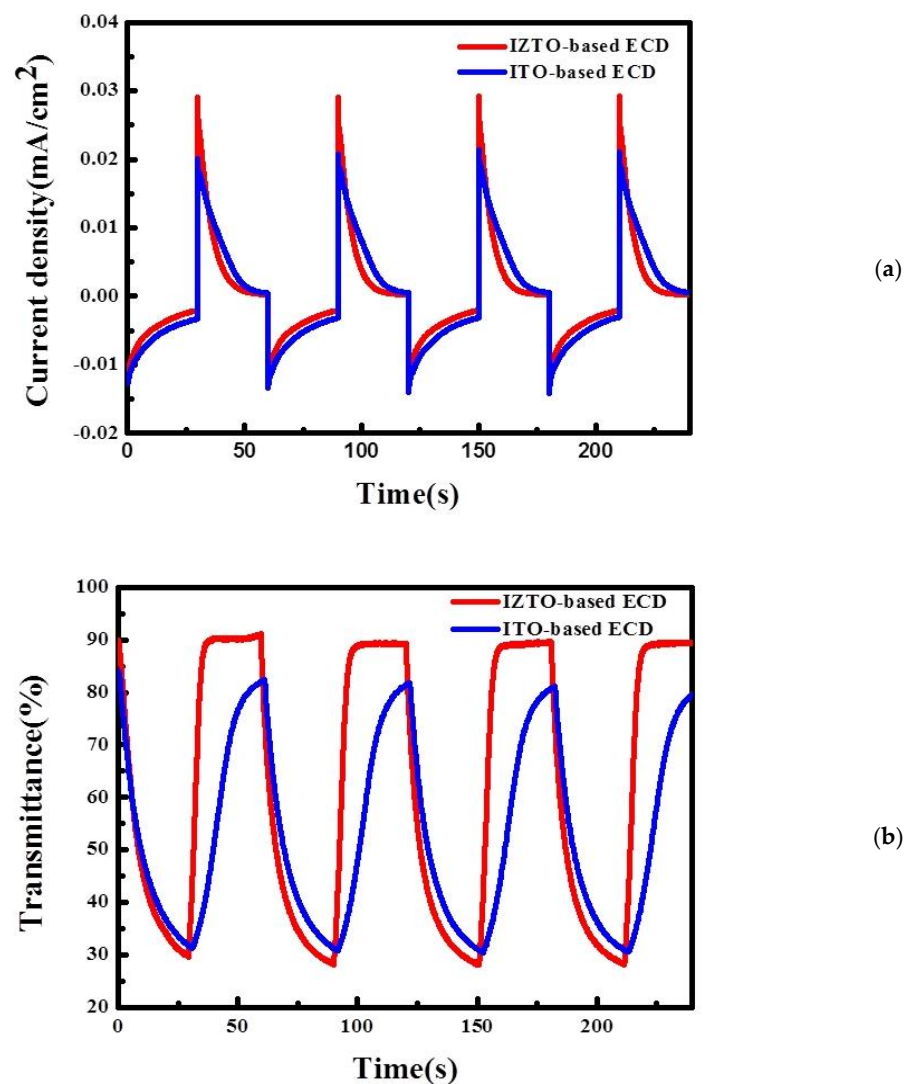 0.04
IZTO-based ECD
ITO-based ECD
0.03
0.02
0.01
0.00
-0.01
-0.02
Current density(mA/cm²)
0
50
100
150
200
Time(s)
(a)
100
IZTO-based ECD
ITO-based ECD
90
80
70
60
50
40
30
20
Transmittance(%)
0
50
100
150
200
Time(s)
(b)